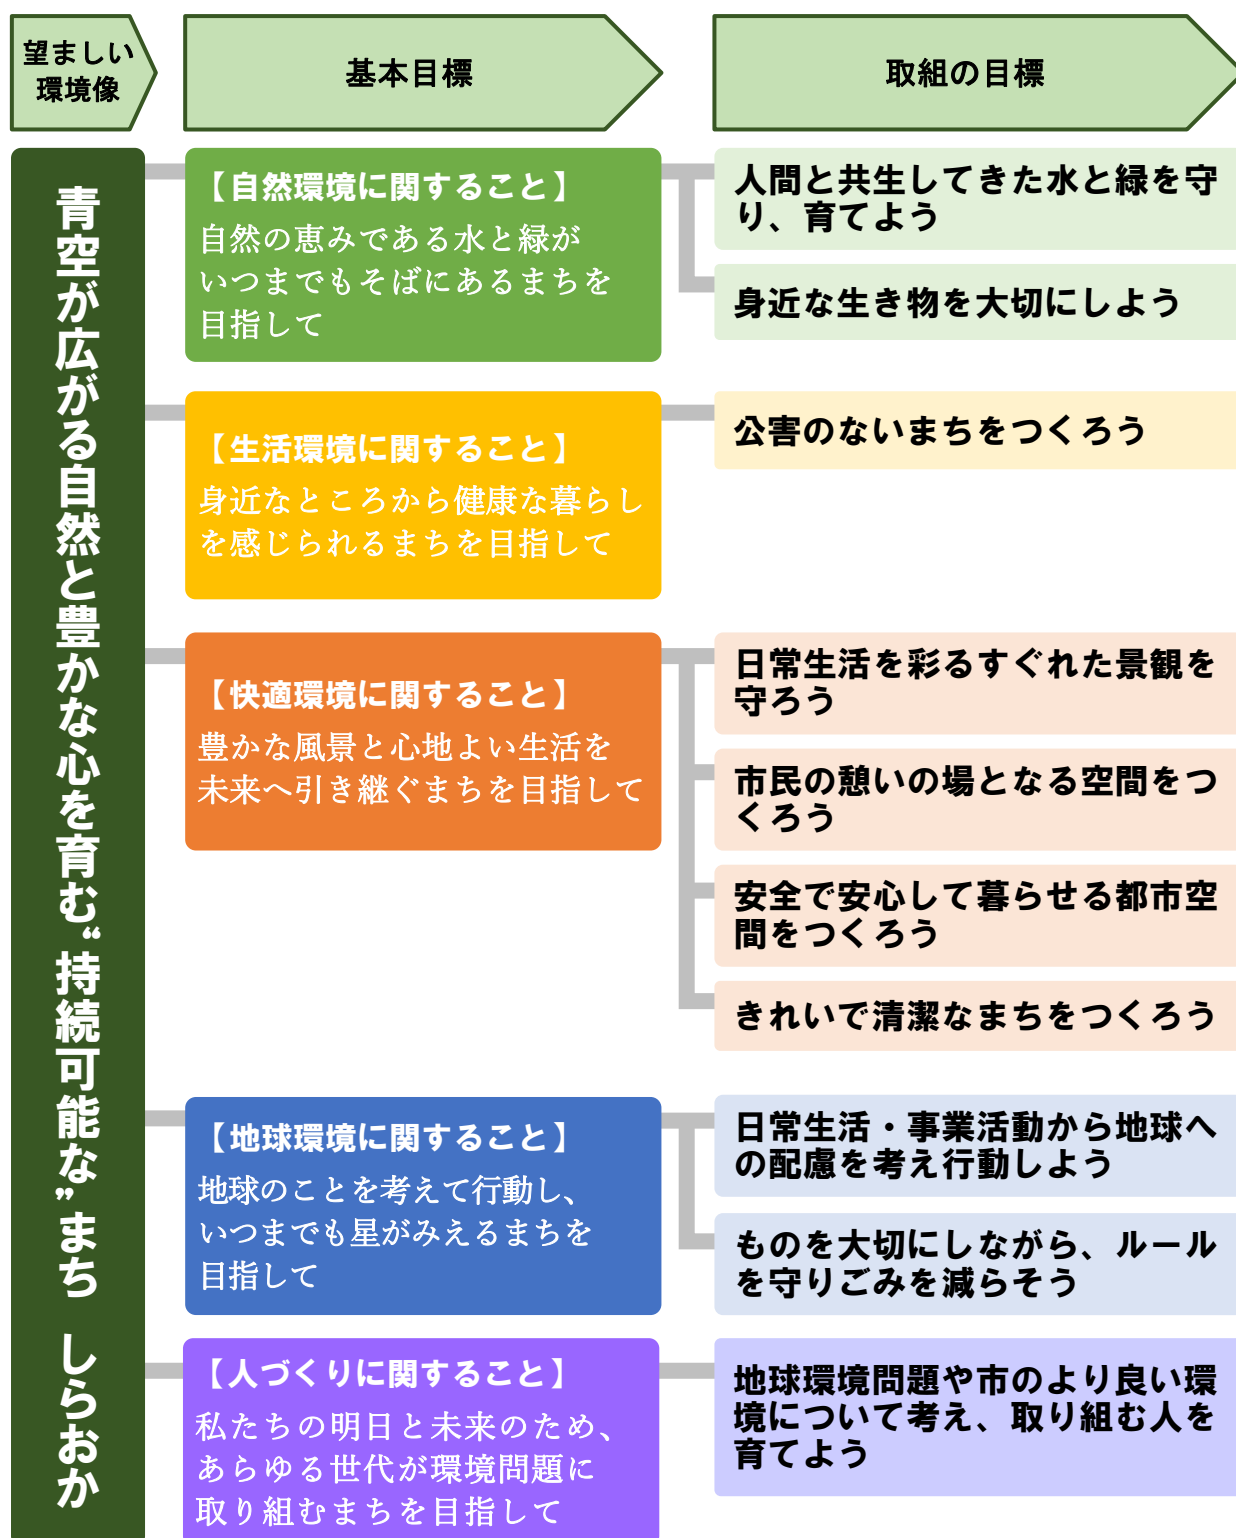 望ましい
環境像
基本目標
取組の目標
青空が広がる自然と豊かな心を育む“持続可能な”まち しらおか
【自然環境に関すること】
自然の恵みである水と緑が
いつまでもそばにあるまちを
目指して
人間と共生してきた水と緑を守
り、育てよう
身近な生き物を大切にしよう
【生活環境に関すること】
身近なところから健康な暮らし
を感じられるまちを目指して
公害のないまちをつくろう
【快適環境に関すること】
豊かな風景と心地よい生活を
未来へ引き継ぐまちを目指して
日常生活を彩るすぐれた景観を
守ろう
市民の憩いの場となる空間をつ
くろう
安全で安心して暮らせる都市空
間をつくろう
きれいで清潔なまちをつくろう
【地球環境に関すること】
地球のことを考えて行動し、
いつまでも星がみえるまちを
目指して
日常生活・事業活動から地球へ
の配慮を考え行動しよう
ものを大切にしながら、ルール
を守りごみを減らそう
【人づくりに関すること】
私たちの明日と未来のため、
あらゆる世代が環境問題に
取り組むまちを目指して
地球環境問題や市のより良い環
境について考え、取り組む人を
育てよう